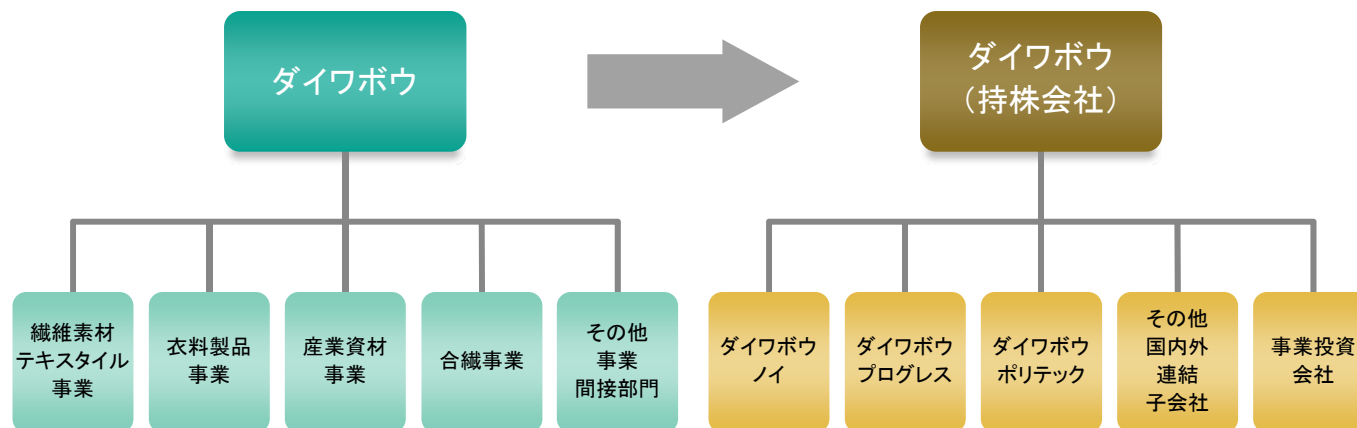 ダイワボウ
ダイワボウ
（持株会社）
繊維素材
テキスタイル
事業
衣料製品
事業
産業資材
事業
合繊事業
その他
事業
間接部門
ダイワボウ
ノイ
ダイワボウ
プログレス
ダイワボウ
ポリテック
その他
国内外
連結
子会社
事業投資
会社